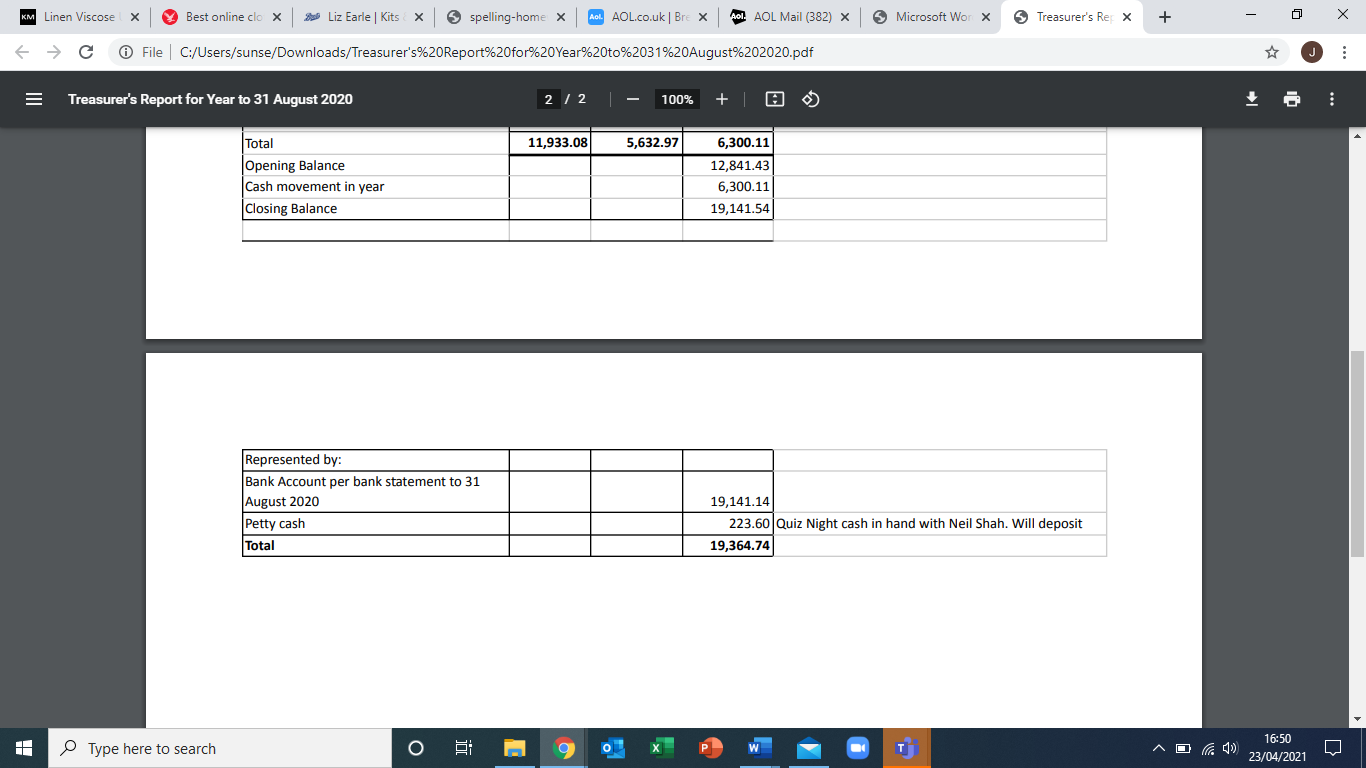 KM Linen Viscose
Best online clo
Boots Liz Earle | Kits
spelling-home
Aol. AOL.co.uk | Bre
Aol. AOL Mail (382)
Microsoft Wor
Treasurer's Rep
File | C:/Users/sunse/Downloads/Treasurer's%20Report%20for%20Year%20to%2031%20August%202020.pdf
J
Treasurer's Report for Year to 31 August 2020
2 / 2
100%
Total 11,933.08 5,632.97 6,300.11
Opening Balance 12,841.43
Cash movement in year 6,300.11
Closing Balance 19,141.54
Represented by:
Bank Account per bank statement to 31
August 2020 19,141.14
Petty cash 223.60 Quiz Night cash in hand with Neil Shah. Will deposit
Total 19,364.74
Type here to search
16:50
23/04/2021